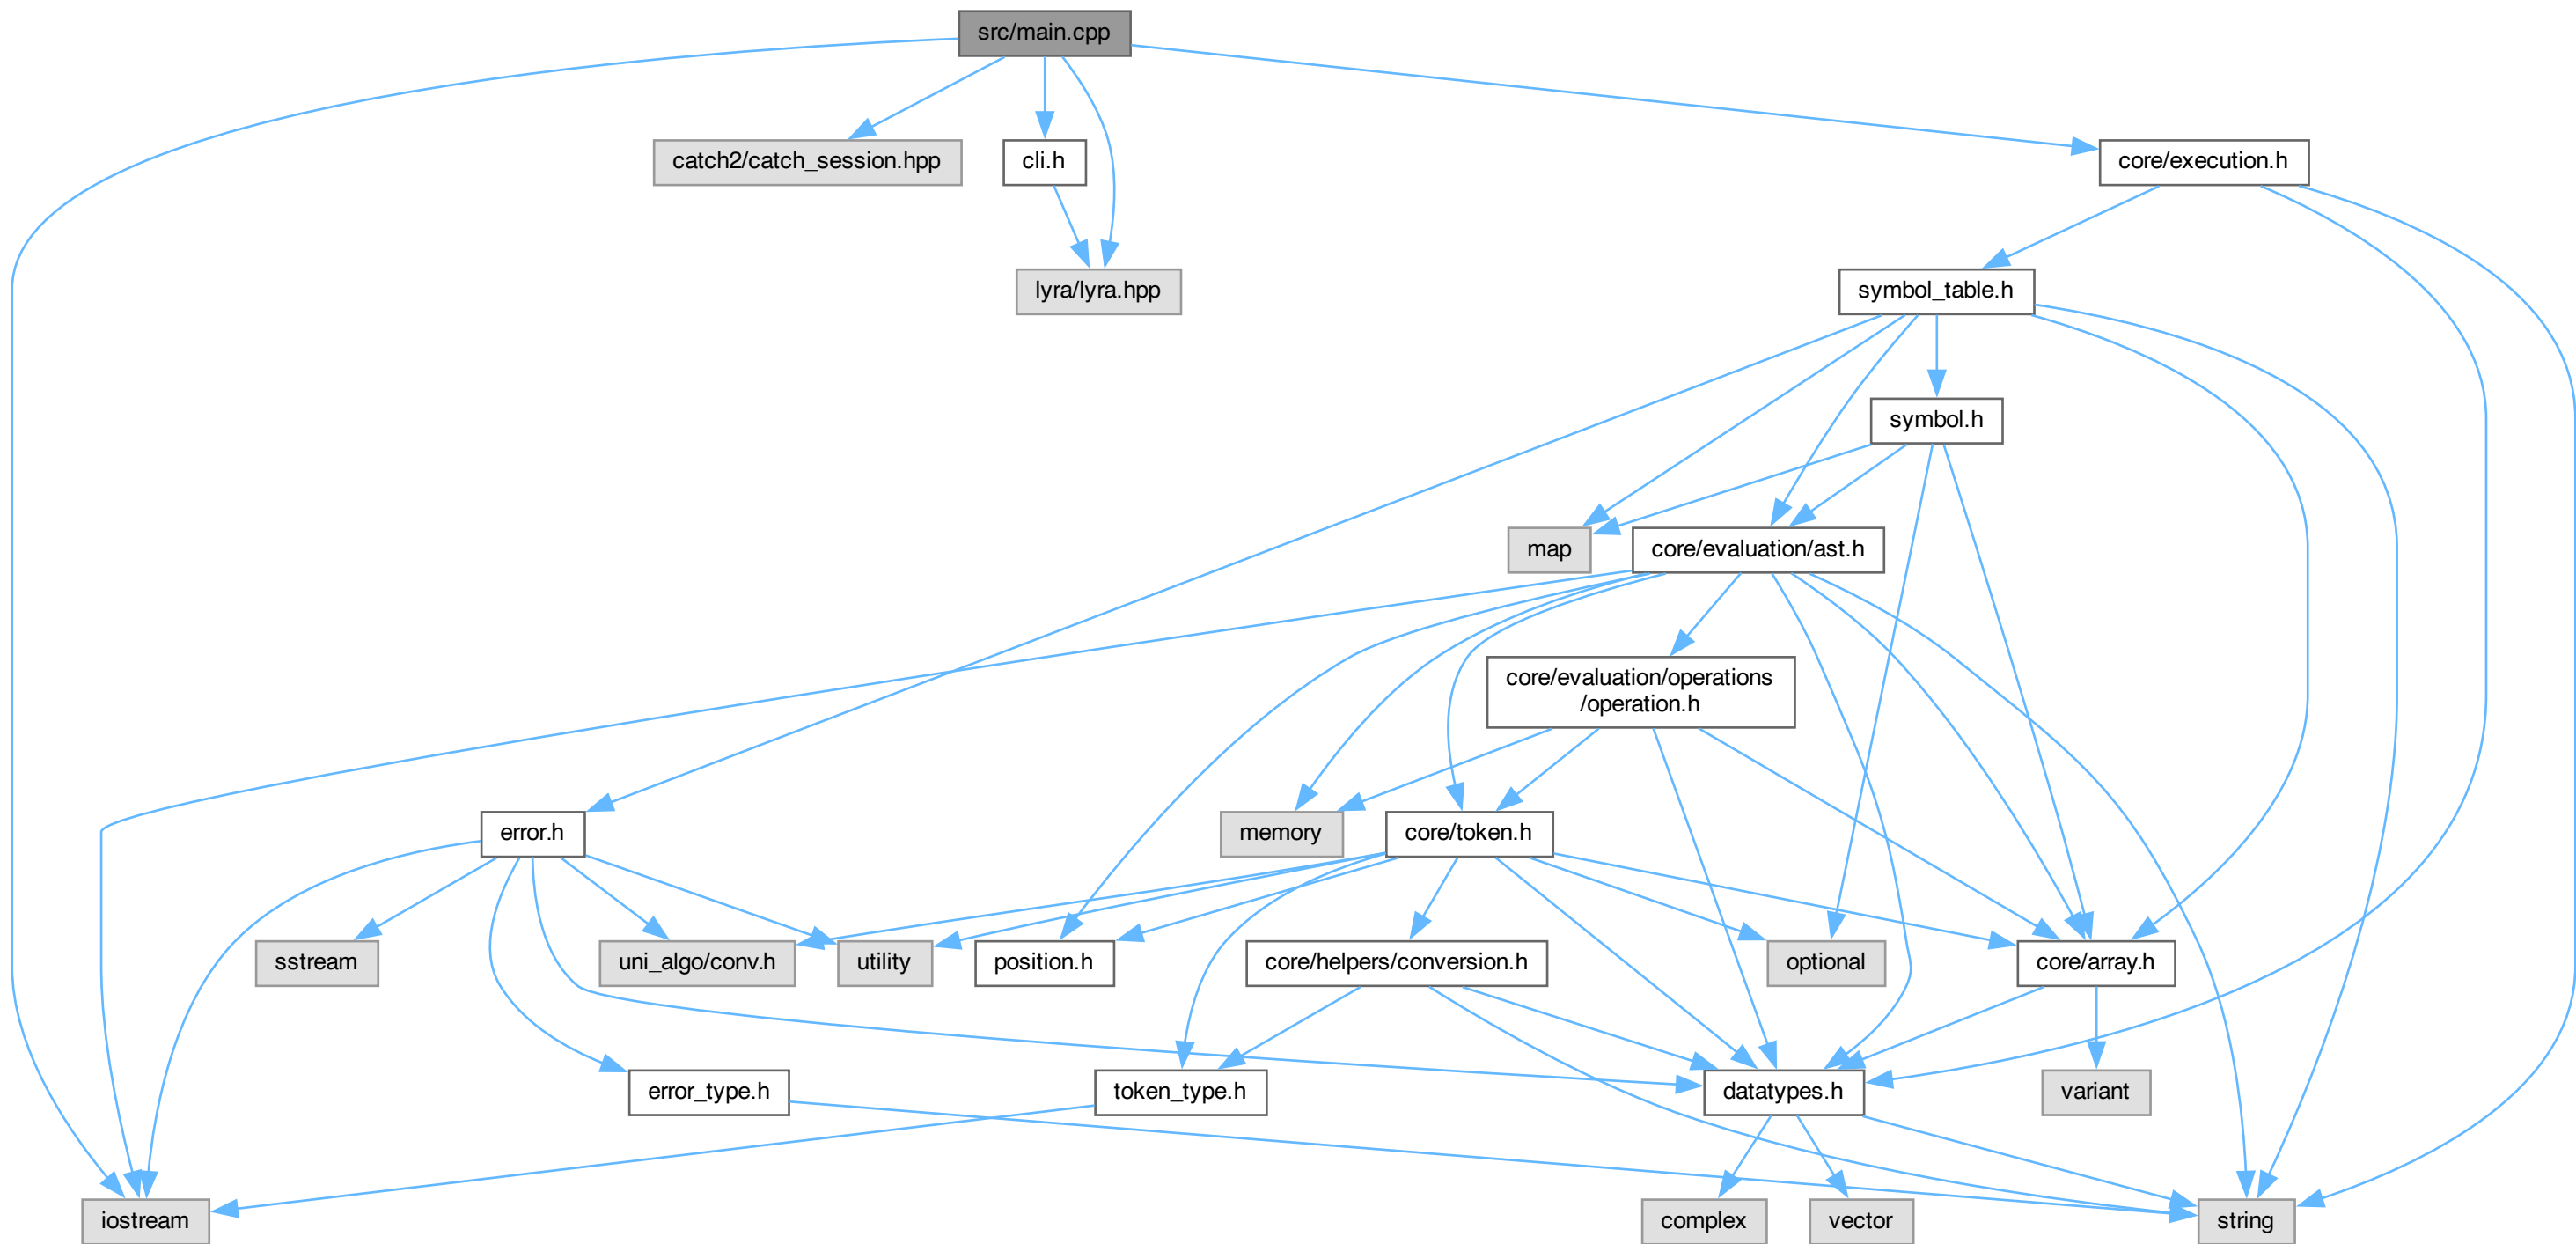 src/main.cpp
catch2/catch_session.hpp
cli.h
core/execution.h
lyra/lyra.hpp
symbol_table.h
symbol.h
map
core/evaluation/ast.h
core/evaluation/operations
/operation.h
error.h
memory
core/token.h
sstream
uni_algo/conv.h
utility
position.h
core/helpers/conversion.h
optional
core/array.h
error_type.h
token_type.h
datatypes.h
variant
iostream
complex
vector
string